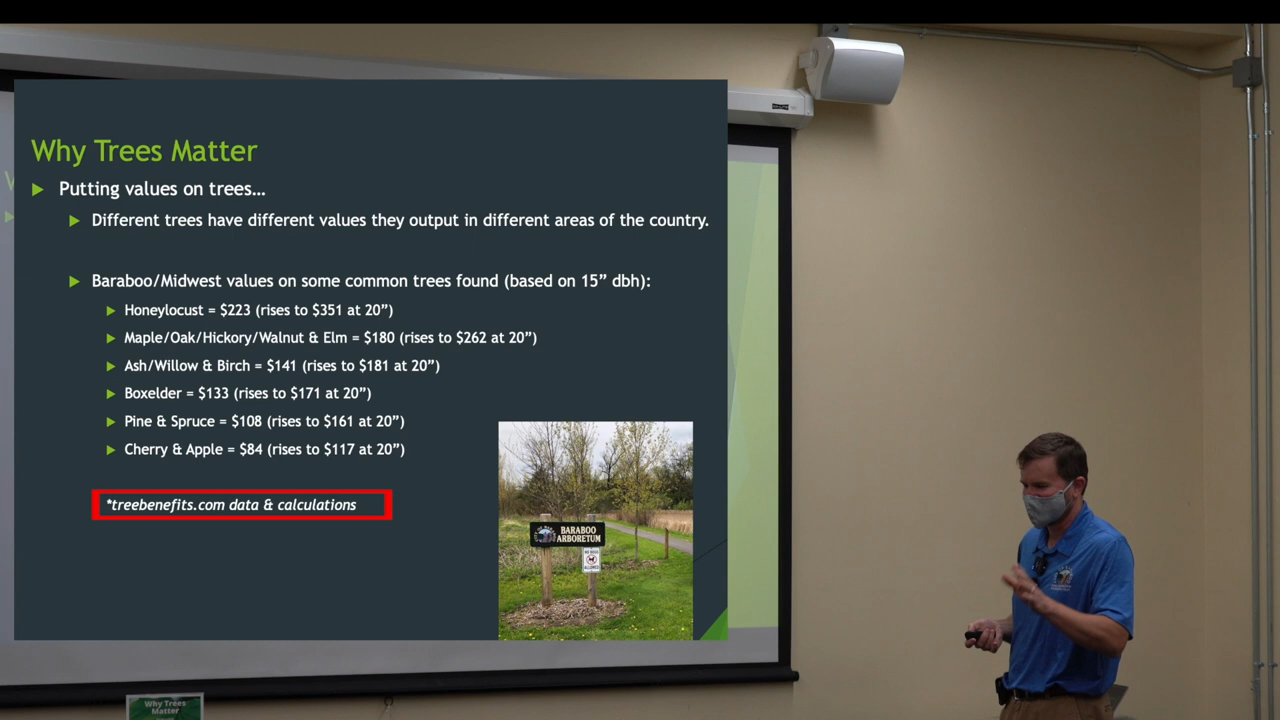 Why Trees Matter
Putting values on trees…
Different trees have different values they output in different areas of the country.
Baraboo/Midwest values on some common trees found (based on 15” dbh):
Honeylocust = $223 (rises to $351 at 20”)
Maple/Oak/Hickory/Walnut & Elm = $180 (rises to $262 at 20”)
Ash/Willow & Birch = $141 (rises to $181 at 20”)
Boxelder = $133 (rises to $171 at 20”)
Pine & Spruce = $108 (rises to $161 at 20”)
Cherry & Apple = $84 (rises to $117 at 20”)
*treebenefits.com data & calculations
BARABOO
ARBORETUM
NO DOGS
ALLOWED
Why Trees
Matter